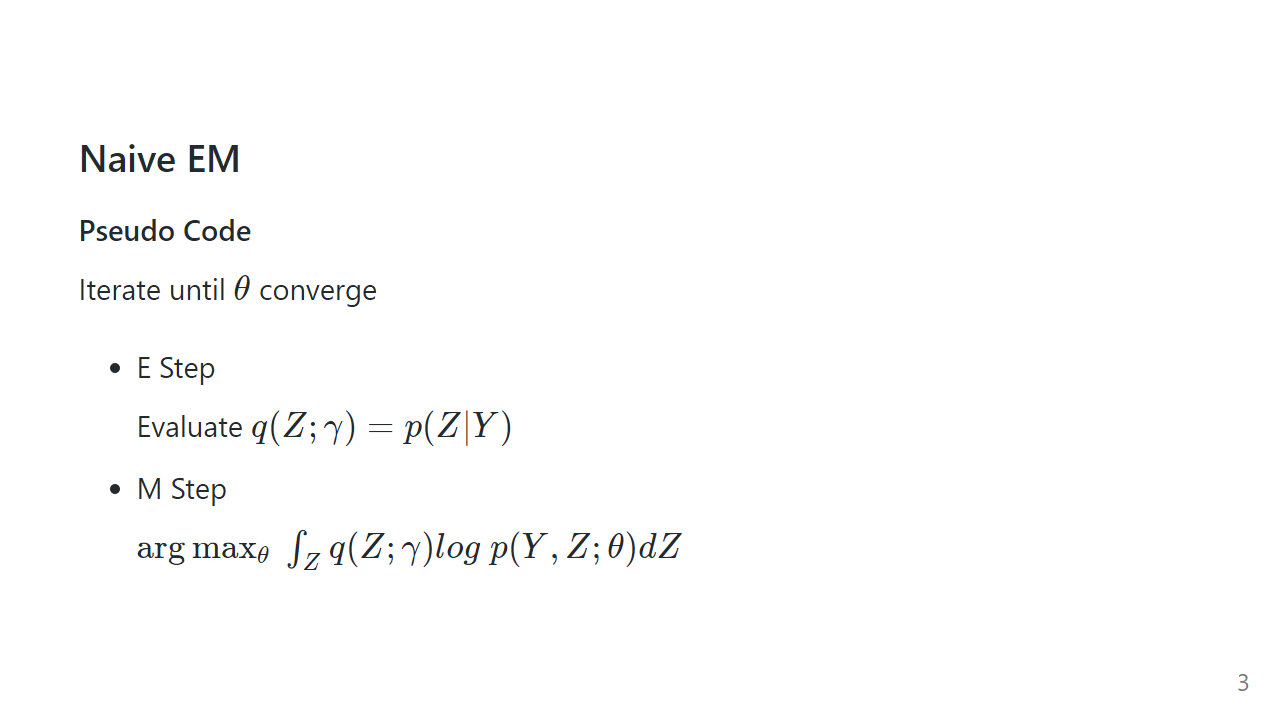 Naive EM
Pseudo Code
Iterate until θ converge
• E Step
Evaluate q(Z; γ) = p(Z|Y)
• M Step
arg max_θ ∫_Z q(Z; γ)log p(Y, Z; θ)dZ
3